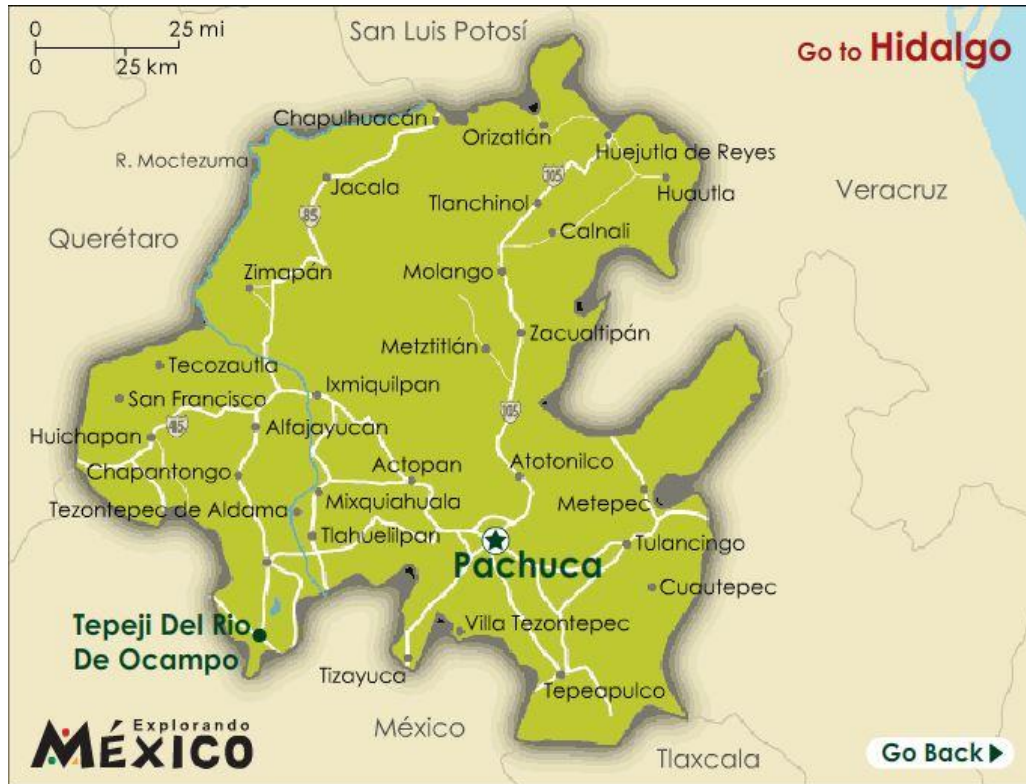 0 25 mi
0 25 km
San Luis Potosí
Go to Hidalgo
Chapulhuacán
Orizatlán
Huejutla de Reyes
R. Moctezuma
Jacala
105
Huautla
Veracruz
Tlanchinol
85
Querétaro
Calnali
Zimapán
Molango
Zacualtipán
Metztitlán
Tecozautla
Ixmiquilpan
San Francisco
105
45
Huichapan
Alfajayucán
Actopan
Atotonilco
Chapantongo
Mixquiahuala
Metepec
Tezontepec de Aldama
Tlahuelilpan
Tulancingo
Pachuca
Cuautepec
Tepeji Del Rio
De Ocampo
Villa Tezontepec
Tizayuca
Tepeapulco
México
Explorando
MÉXICO
Tlaxcala
Go Back